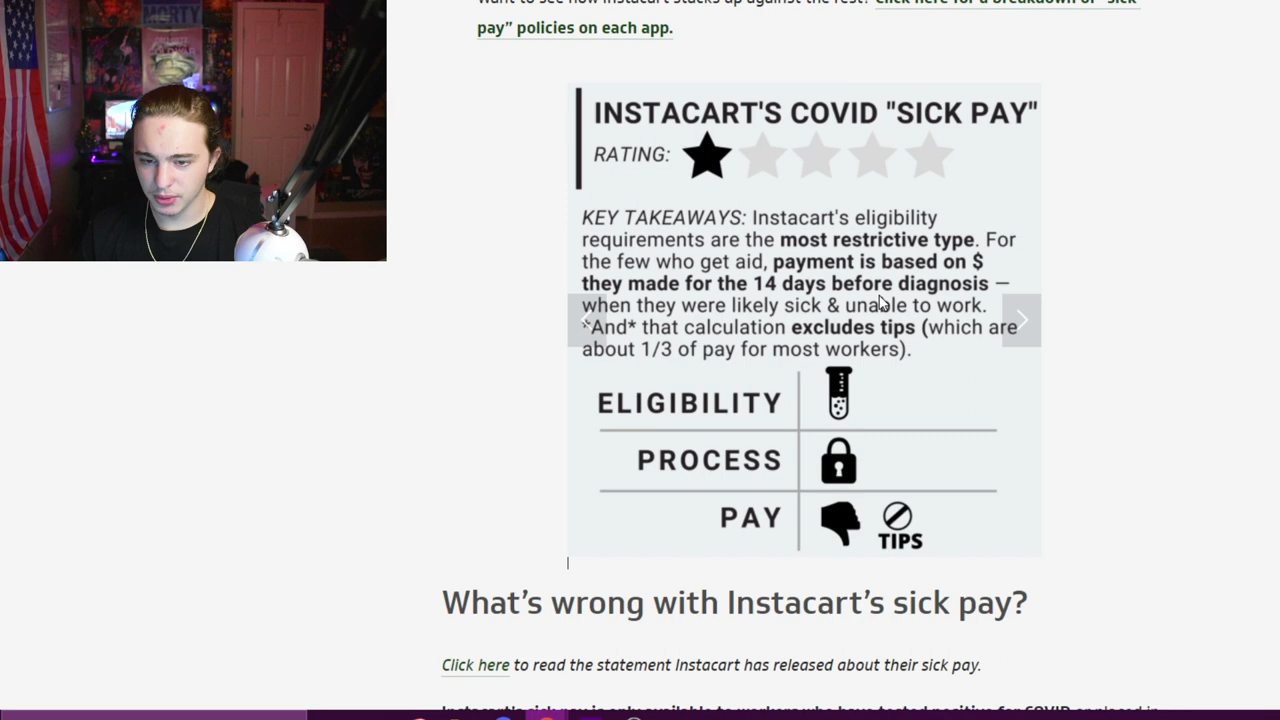 MORTY
pay” policies on each app.
INSTACART'S COVID "SICK PAY"
RATING:
KEY TAKEAWAYS: Instacart's eligibility
requirements are the most restrictive type. For
the few who get aid, payment is based on $
they made for the 14 days before diagnosis —
when they were likely sick & unable to work.
*And* that calculation excludes tips (which are
about 1/3 of pay for most workers).
ELIGIBILITY
PROCESS
PAY
TIPS
What’s wrong with Instacart’s sick pay?
Click here to read the statement Instacart has released about their sick pay.